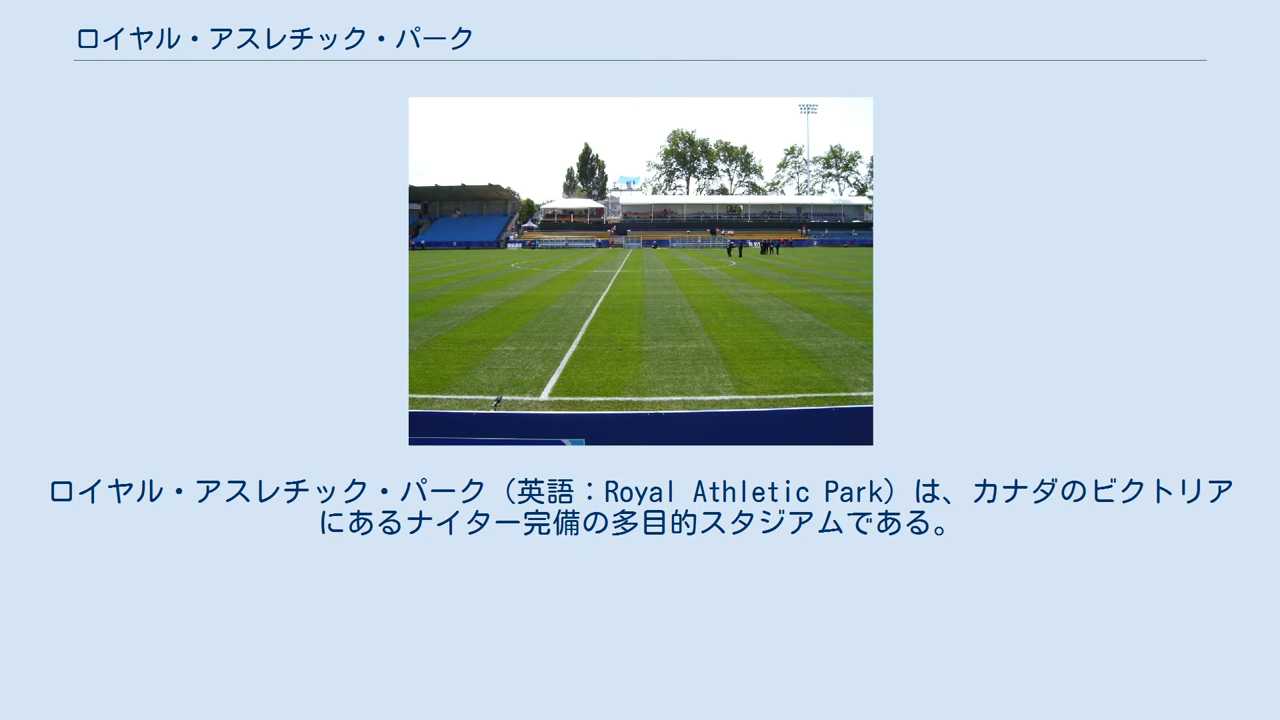 ロイヤル・アスレチック・パーク
ロイヤル・アスレチック・パーク（英語：Royal Athletic Park）は、カナダのビクトリア
にあるナイター完備の多目的スタジアムである。